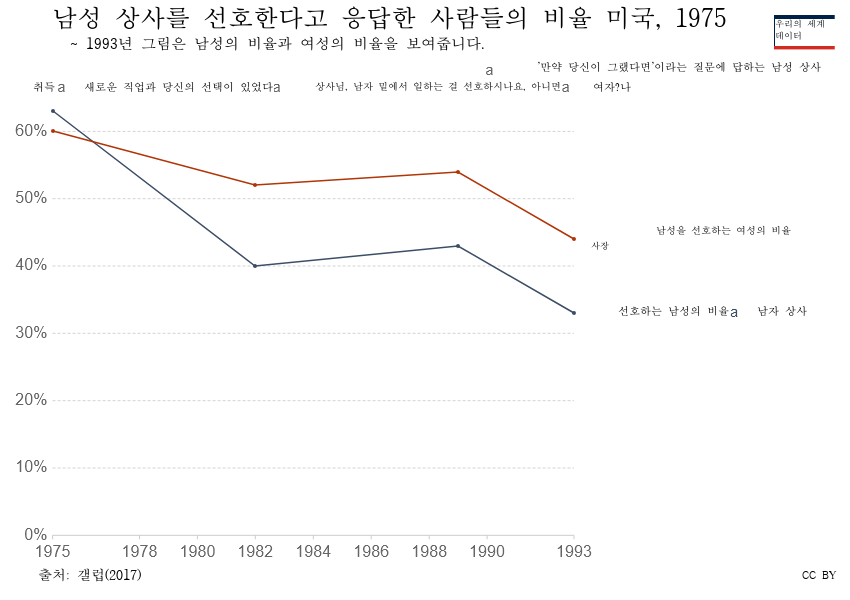 남성 상사를 선호한다고 응답한 사람들의 비율 미국, 1975
~ 1993년 그림은 남성의 비율과 여성의 비율을 보여줍니다.
우리의 세계
데이터
a '만약 당신이 그랬다면'이라는 질문에 답하는 남성 상사
취득a 새로운 직업과 당신의 선택이 있었다a 상사님, 남자 밑에서 일하는 걸 선호하시나요, 아니면a 여자?나
60%
50%
남성을 선호하는 여성의 비율
사장
40%
선호하는 남성의 비율a 남자 상사
30%
20%
10%
0%
1975 1978 1980 1982 1984 1986 1988 1990 1993
출처: 갤럽(2017)
CC BY